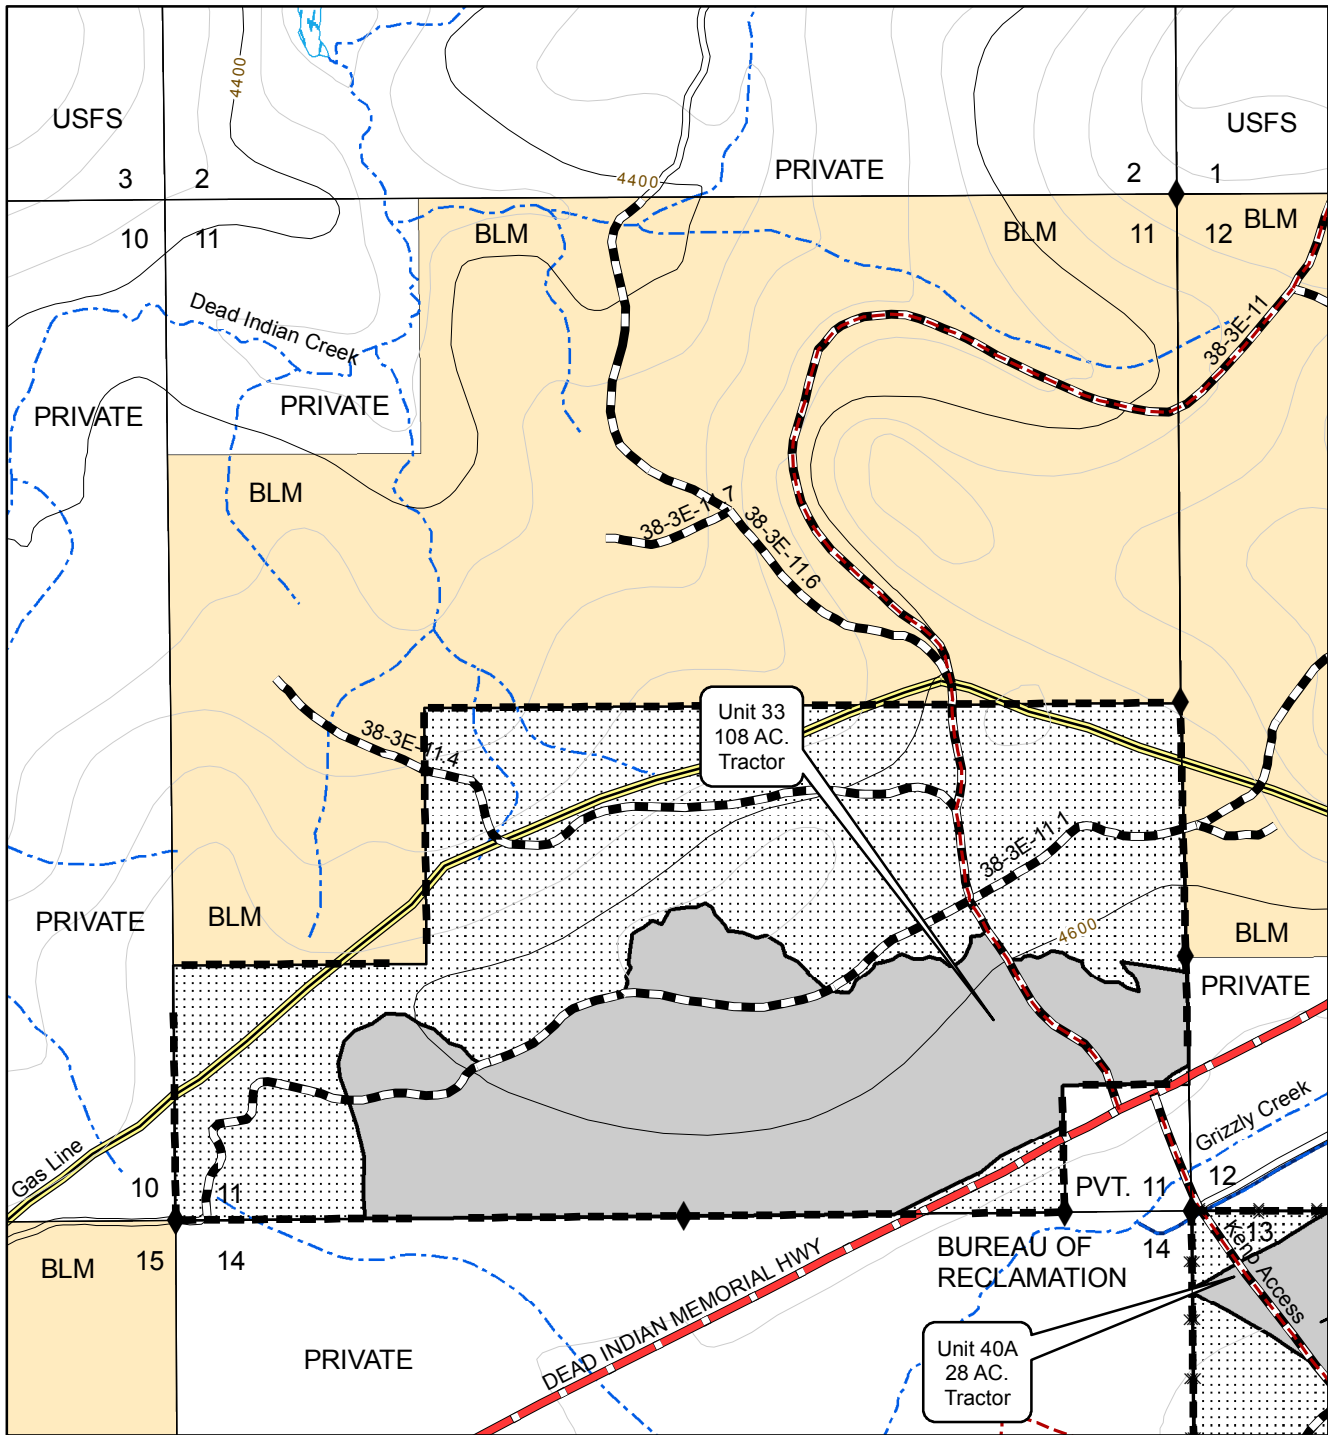 4400
USFS
USFS
PRIVATE
3
2
2
1
4400
10
11
BLM
BLM
11
12
BLM
Dead Indian Creek
38-3E-11
PRIVATE
PRIVATE
BLM
38-3E-11.7
38-3E-11.6
Unit 33
108 AC.
Tractor
38-3E-11.4
38-3E-11.1
PRIVATE
BLM
4600
BLM
PRIVATE
Gas Line
Grizzly Creek
10
11
PVT.
11
12
BLM
15
14
BUREAU OF
RECLAMATION
14
13
Keno Access
DEAD INDIAN MEMORIAL HWY
PRIVATE
Unit 40A
28 AC.
Tractor